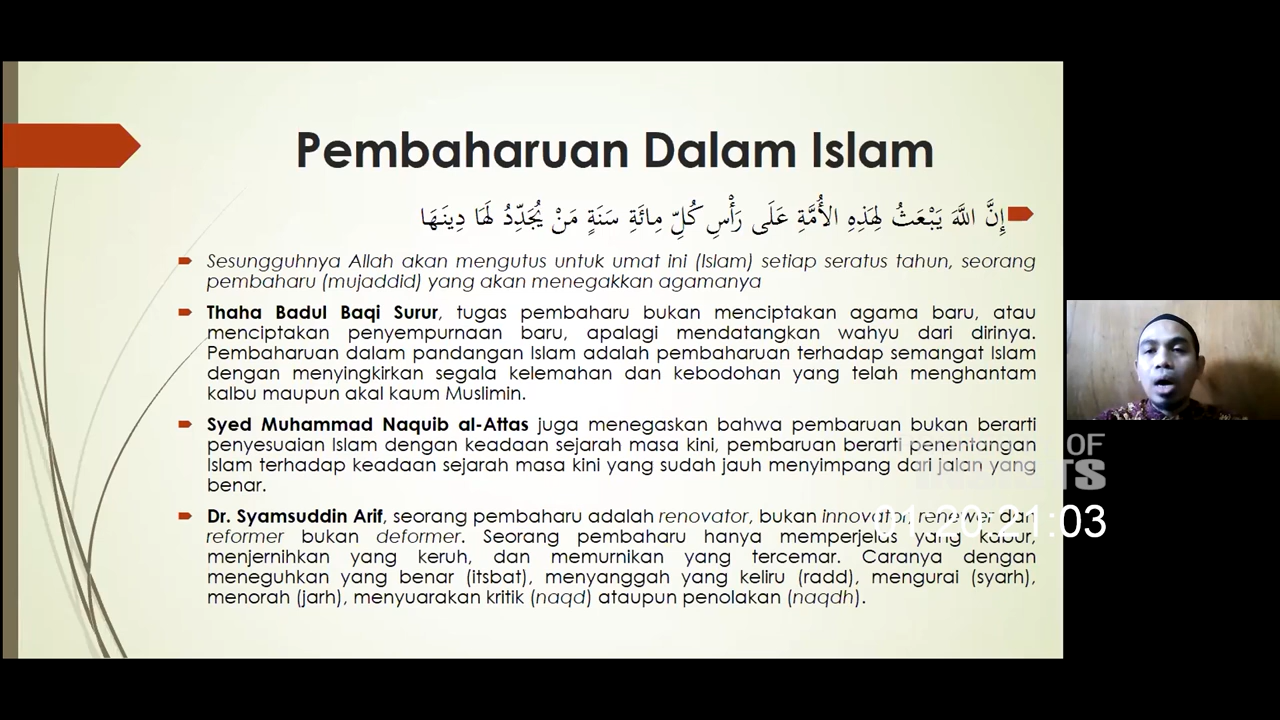 Pembaharuan Dalam Islam
إِنَّ اللَّهَ يَبْعَثُ لِهَذِهِ الأُمَّةِ عَلَى رَأْسِ كُلِّ مِائَةِ سَنَةٍ مَنْ يُجَدِّدُ لَهَا دِينَهَا
Sesungguhnya Allah akan mengutus untuk umat ini (Islam) setiap seratus tahun, seorang
pembaharu (mujaddid) yang akan menegakkan agamanya
Thaha Badul Baqi Surur, tugas pembaharu bukan menciptakan agama baru, atau
menciptakan penyempurnaan baru, apalagi mendatangkan wahyu dari dirinya.
Pembaharuan dalam pandangan Islam adalah pembaharuan terhadap semangat Islam
dengan menyingkirkan segala kelemahan dan kebodohan yang telah menghantam
kalbu maupun akal kaum Muslimin.
Syed Muhammad Naquib al-Attas juga menegaskan bahwa pembaruan bukan berarti
penyesuaian Islam dengan keadaan sejarah masa kini, pembaruan berarti penentangan
Islam terhadap keadaan sejarah masa kini yang sudah jauh menyimpang dari jalan yang
benar.
Dr. Syamsuddin Arif, seorang pembaharu adalah renovator, bukan innovator, renewer dan
reformer bukan deformer. Seorang pembaharu hanya memperjelas yang kabur,
menjernihkan yang keruh, dan memurnikan yang tercemar. Caranya dengan
meneguhkan yang benar (itsbat), menyanggah yang keliru (radd), mengurai (syarh),
menorah (jarh), menyuarakan kritik (naqd) ataupun penolakan (naqdh).
OF
01:20:21:03